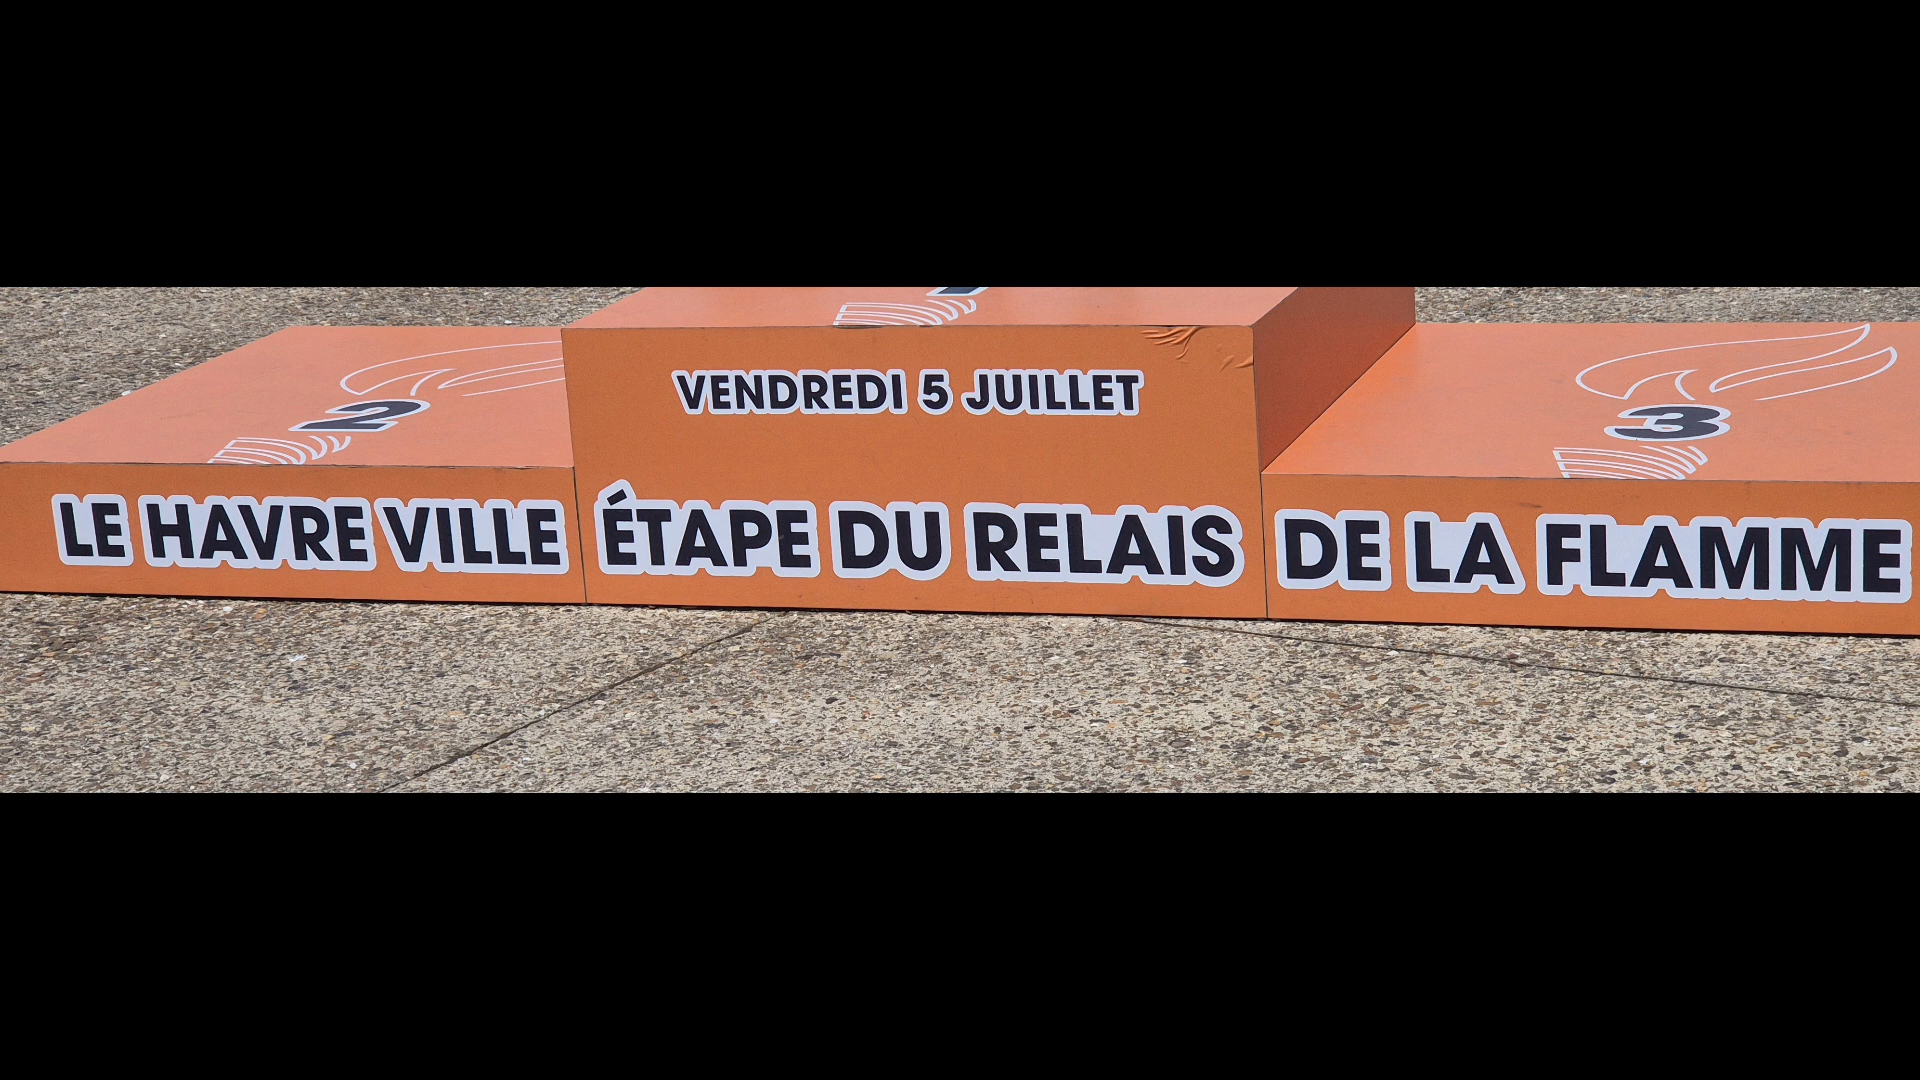 VENDREDI 5 JUILLET
2
3
LE HAVRE VILLE ÉTAPE DU RELAIS DE LA FLAMME